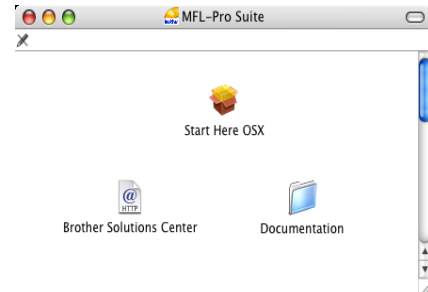 MFL-Pro Suite
Start Here OSX
@
HTTP
Brother Solutions Center
Documentation